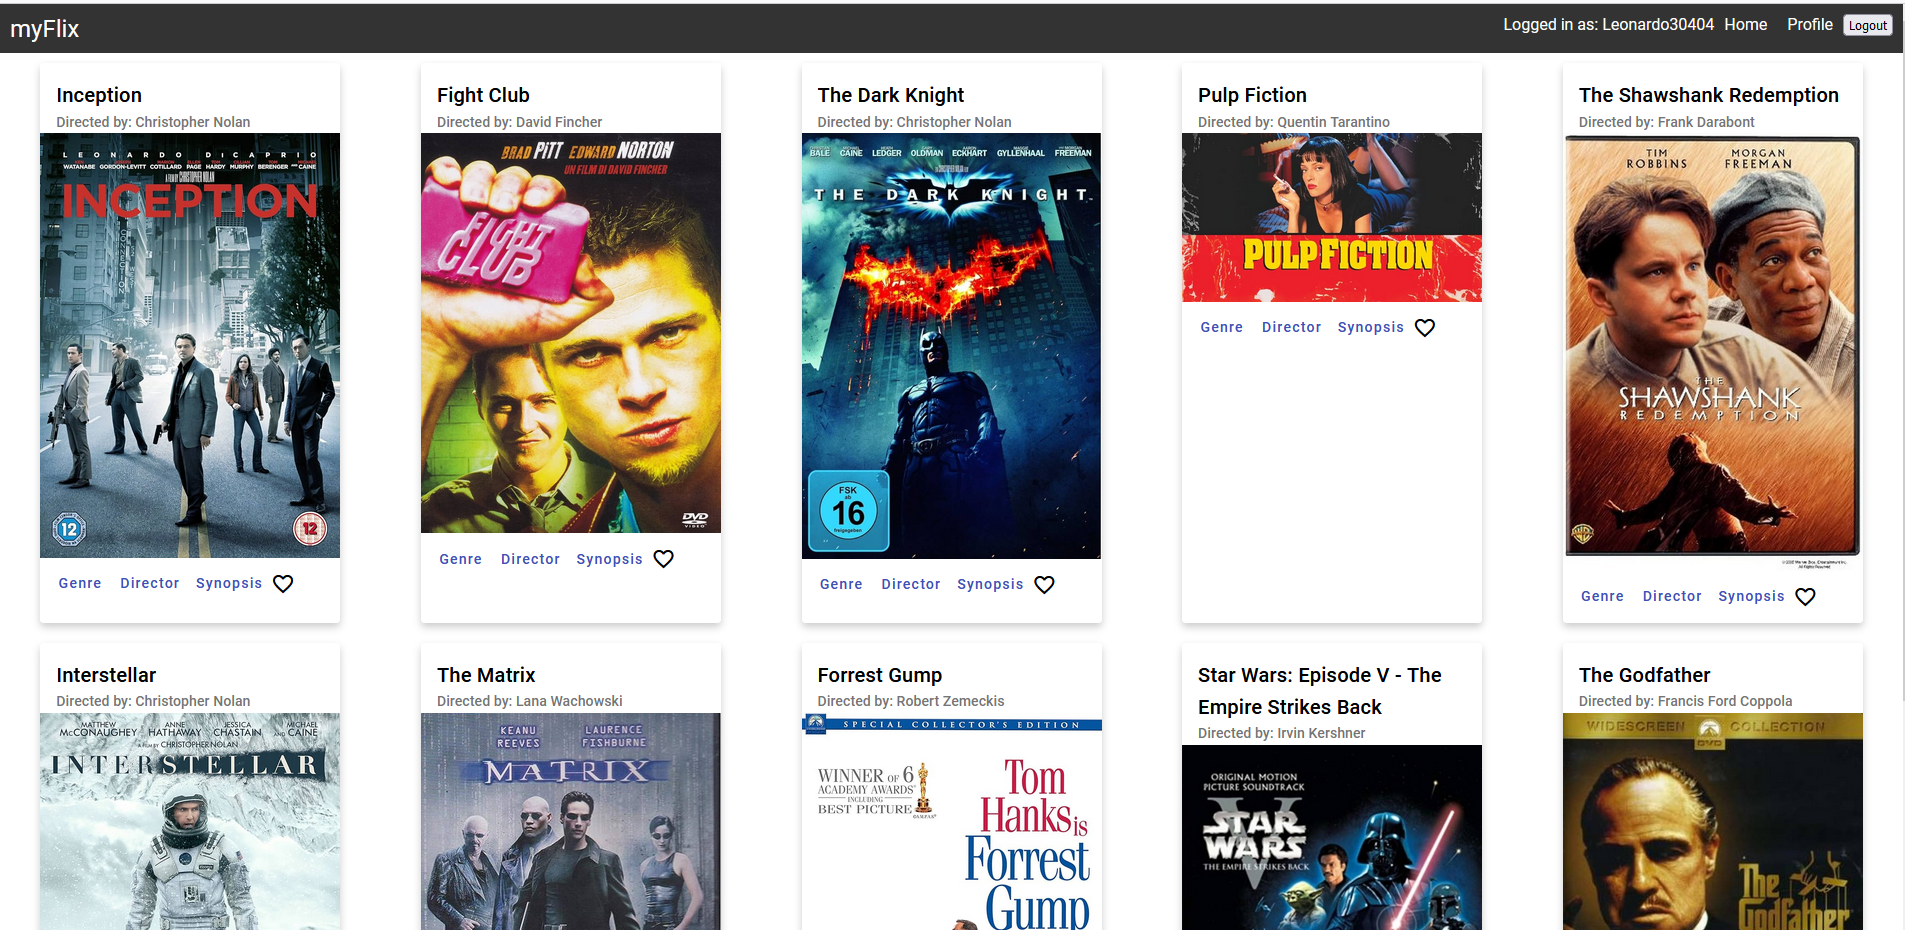 myFlix
Logged in as: Leonardo30404 Home Profile Logout
Inception
Directed by: Christopher Nolan
LEONARDO DICAPRIO
WATANABE GORDON-LEVITT COTILLARD PAGE HARDY MURPHY BERENGER CAINE
INCEPTION
12
12
Genre Director Synopsis
Fight Club
Directed by: David Fincher
BRAD PITT EDWARD NORTON
UN FILM DI DAVID FINCHER
FIGHT
CLUB
DVD
VIDEO
Genre Director Synopsis
The Dark Knight
Directed by: Christopher Nolan
BALE CAINE LEDGER OLDMAN ECKHART GYLLENHAAL FREEMAN
THE DARK KNIGHT
FSK
ab
16
freigegeben
Genre Director Synopsis
Pulp Fiction
Directed by: Quentin Tarantino
PULP FICTION
Genre Director Synopsis
The Shawshank Redemption
Directed by: Frank Darabont
TIM ROBBINS
MORGAN FREEMAN
THE
SHAWSHANK
REDEMPTION
Genre Director Synopsis
Interstellar
Directed by: Christopher Nolan
MATTHEW McCONAUGHEY
ANNE HATHAWAY
JESSICA CHASTAIN
AND MICHAEL CAINE
A FILM BY CHRISTOPHER NOLAN
INTERSTELLAR
The Matrix
Directed by: Lana Wachowski
KEANU REEVES
LAURENCE FISHBURNE
MATRIX
Forrest Gump
Directed by: Robert Zemeckis
SPECIAL COLLECTOR'S EDITION
WINNER OF 6
ACADEMY AWARDS
INCLUDING
BEST PICTURE
Tom
Hanks is
Forrest
Gump
Star Wars: Episode V - The
Empire Strikes Back
Directed by: Irvin Kershner
ORIGINAL MOTION
PICTURE SOUNDTRACK
V
STAR
WARS
THE EMPIRE STRIKES BACK
The Godfather
Directed by: Francis Ford Coppola
WIDESCREEN COLLECTION
DVD
The
Godfather